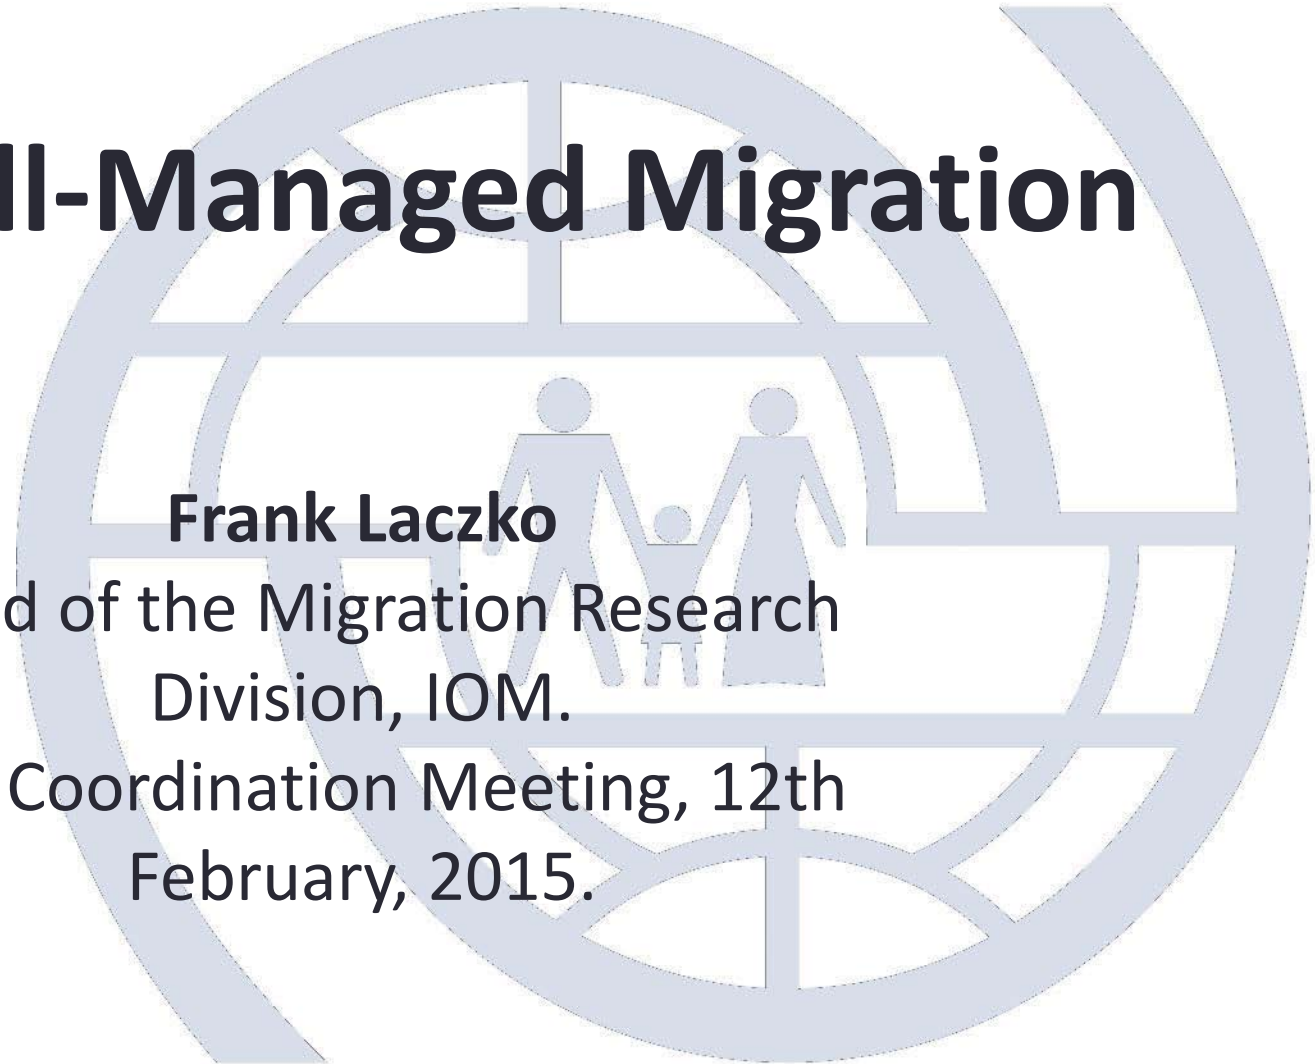 ll-Managed Migration
Frank Laczko
d of the Migration Research
Division, IOM.
Coordination Meeting, 12th
February, 2015.